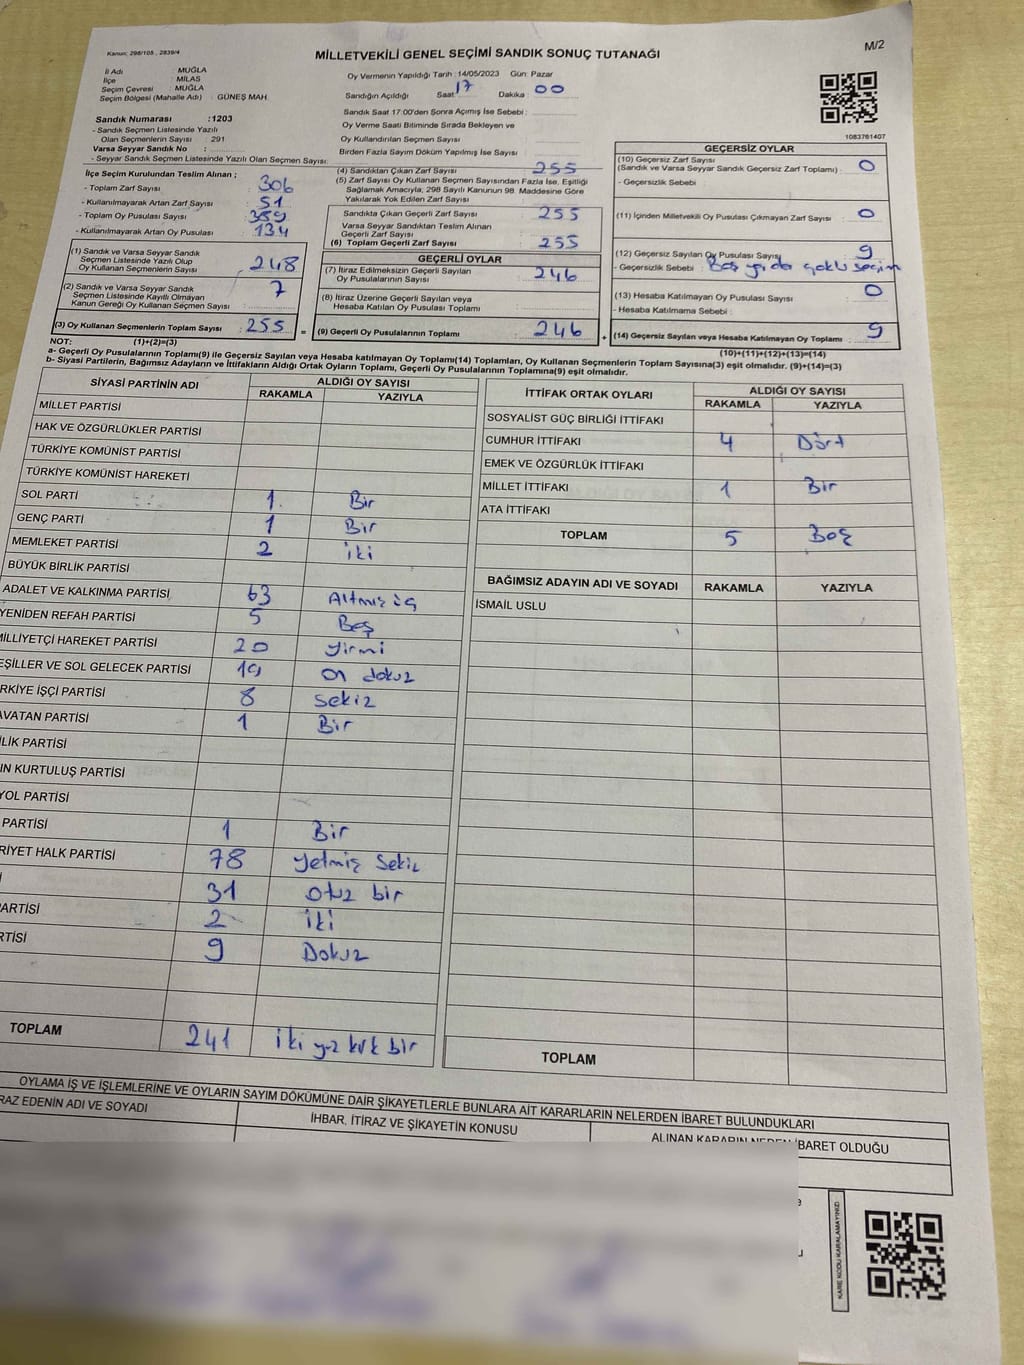 Kanun; 298/105 , 2839/4
MİLLETVEKİLİ GENEL SEÇİMİ SANDIK SONUÇ TUTANAĞI
M/2
İl Adı : MUĞLA
İlçe : MİLAS
Seçim Çevresi : MUĞLA
Seçim Bölgesi (Mahalle Adı) : GÜNEŞ MAH.
Oy Vermenin Yapıldığı Tarih :14/05/2023 Gün: Pazar
Sandığın Açıldığı Saat 17 Dakika : 00
Sandık Saat 17:00'den Sonra Açımış İse Sebebi :
Oy Verme Saati Bitiminde Sırada Bekleyen ve
Oy Kullandırılan Seçmen Sayısı :
Birden Fazla Sayım Döküm Yapılmış İse Sayısı :
1083761407
Sandık Numarası :1203
- Sandık Seçmen Listesinde Yazılı
Olan Seçmenlerin Sayısı : 291
Varsa Seyyar Sandık No :
- Seyyar Sandık Seçmen Listesinde Yazılı Olan Seçmen Sayısı:
İlçe Seçim Kurulundan Teslim Alınan ;
- Toplam Zarf Sayısı : 306
- Kullanılmayarak Artan Zarf Sayısı : 51
- Toplam Oy Pusulası Sayısı :
- Kullanılmayarak Artan Oy Pusulası : 134
(1) Sandık ve Varsa Seyyar Sandık
Seçmen Listesinde Yazılı Olup
Oy Kullanan Seçmenlerin Sayısı : 248
(2) Sandık ve Varsa Seyyar Sandık
Seçmen Listesinde Kayıtlı Olmayan
Kanun Gereği Oy Kullanan Seçmen Sayısı : 7
(3) Oy Kullanan Seçmenlerin Toplam Sayısı : 255 =
(4) Sandıktan Çıkan Zarf Sayısı : 255
(5) Zarf Sayısı Oy Kullanan Seçmen Sayısından Fazla İse, Eşitliği
Sağlamak Amacıyla, 298 Sayılı Kanunun 98. Maddesine Göre
Yakılarak Yok Edilen Zarf Sayısı :
Sandıkta Çıkan Geçerli Zarf Sayısı : 255
Varsa Seyyar Sandıktan Teslim Alınan
Geçerli Zarf Sayısı :
(6) Toplam Geçerli Zarf Sayısı : 255
GEÇERLİ OYLAR
(7) İtiraz Edilmeksizin Geçerli Sayılan
Oy Pusulalarının Sayısı : 246
(8) İtiraz Üzerine Geçerli Sayılan veya
Hesaba Katılan Oy Pusulası Toplamı :
(9) Geçerli Oy Pusulalarının Toplamı : 246 +
GEÇERSİZ OYLAR
(10) Geçersiz Zarf Sayısı
(Sandık ve Varsa Seyyar Sandık Geçersiz Zarf Toplamı) : 0
- Geçersizlik Sebebi :
(11) İçinden Milletvekili Oy Pusulası Çıkmayan Zarf Sayısı : 0
(12) Geçersiz Sayılan Oy Pusulası Sayısı : 9
- Geçersizlik Sebebi : Boş ya da çoklu seçim
(13) Hesaba Katılmayan Oy Pusulası Sayısı : 0
- Hesaba Katılmama Sebebi :
(14) Geçersiz Sayılan veya Hesaba Katılmayan Oy Toplamı : 9
NOT: (1)+(2)=(3)
(10)+(11)+(12)+(13)=(14)
a- Geçerli Oy Pusulalarının Toplamı(9) ile Geçersiz Sayılan veya Hesaba katılmayan Oy Toplamı(14) Toplamları, Oy Kullanan Seçmenlerin Toplam Sayısına(3) eşit olmalıdır. (9)+(14)=(3)
b- Siyasi Partilerin, Bağımsız Adayların ve İttifakların Aldığı Ortak Oyların Toplamı, Geçerli Oy Pusulalarının Toplamına(9) eşit olmalıdır.
SİYASİ PARTİNİN ADI
ALDIĞI OY SAYISI
RAKAMLA YAZIYLA
MİLLET PARTİSİ
HAK VE ÖZGÜRLÜKLER PARTİSİ
TÜRKİYE KOMÜNİST PARTİSİ
TÜRKİYE KOMÜNİST HAREKETİ
SOL PARTİ 1 Bir
GENÇ PARTİ 1 Bir
MEMLEKET PARTİSİ 2 iki
BÜYÜK BİRLİK PARTİSİ
ADALET VE KALKINMA PARTİSİ 63 Altmış üç
YENİDEN REFAH PARTİSİ 5 Beş
MİLLİYETÇİ HAREKET PARTİSİ 20 yirmi
EŞİLLER VE SOL GELECEK PARTİSİ 19 on dokuz
RKİYE İŞÇİ PARTİSİ 8 sekiz
AVATAN PARTİSİ 1 Bir
LİK PARTİSİ
IN KURTULUŞ PARTİSİ
YOL PARTİSİ
PARTİSİ 1 Bir
RİYET HALK PARTİSİ 78 yetmiş sekiz
31 otuz bir
ARTİSİ 2 iki
RTİSİ 9 Dokuz
TOPLAM 241 iki yüz kırk bir
İTTİFAK ORTAK OYLARI
ALDIĞI OY SAYISI
RAKAMLA YAZIYLA
SOSYALİST GÜÇ BİRLİĞİ İTTİFAKI
CUMHUR İTTİFAKI 4 Dört
EMEK VE ÖZGÜRLÜK İTTİFAKI
MİLLET İTTİFAKI 1 Bir
ATA İTTİFAKI
TOPLAM 5 Beş
BAĞIMSIZ ADAYIN ADI VE SOYADI RAKAMLA YAZIYLA
İSMAİL USLU
TOPLAM
OYLAMA İŞ VE İŞLEMLERİNE VE OYLARIN SAYIM DÖKÜMÜNE DAİR ŞİKAYETLERLE BUNLARA AİT KARARLARIN NELERDEN İBARET BULUNDUKLARI
RAZ EDENİN ADI VE SOYADI
İHBAR, İTİRAZ VE ŞİKAYETİN KONUSU
ALINAN KARARIN NEDEN İBARET OLDUĞU
KARE KODU KARALAMAYINIZ!